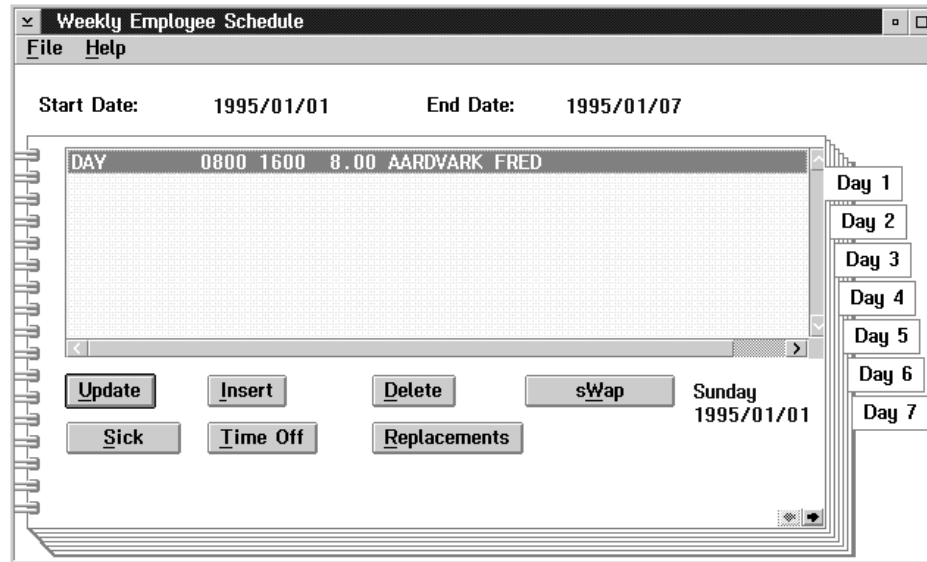 Weekly Employee Schedule
File Help
Start Date: 1995/01/01 End Date: 1995/01/07
DAY 0800 1600 8.00 AARDVARK FRED
Day 1
Day 2
Day 3
Day 4
Day 5
Day 6
Day 7
Update Insert Delete sWap
Sunday
1995/01/01
Sick Time Off Replacements